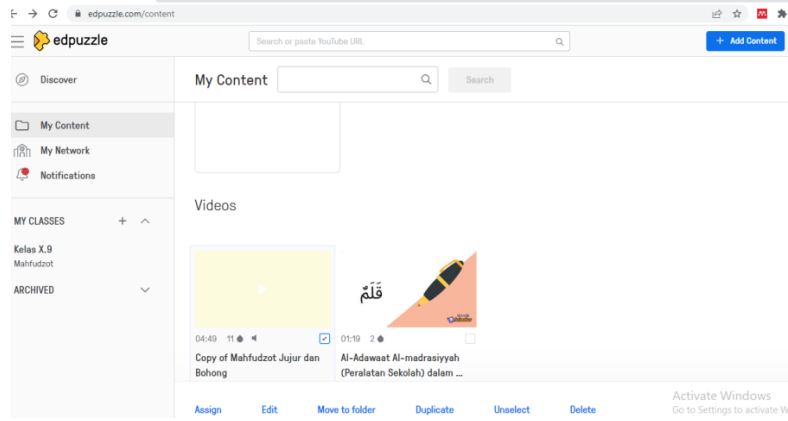 edpuzzle.com/content
edpuzzle
Search or paste YouTube URL
+ Add Content
Discover
My Content
My Network
Notifications
MY CLASSES
Kelas X.9
Mahfudzot
ARCHIVED
My Content
Search
Videos
قَلَمٌ
04:49 11
01:19 2
Copy of Mahfudzot Jujur dan
Bohong
Al-Adawaat Al-madrasiyyah
(Peralatan Sekolah) dalam ...
Assign Edit Move to folder Duplicate Unselect Delete
Activate Windows
Go to Settings to activate W